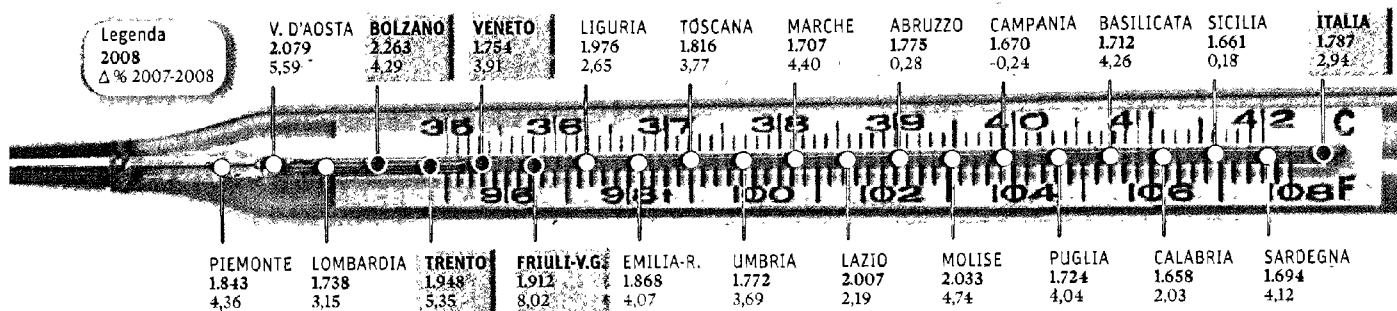 Legenda
2008
Δ % 2007-2008
V. D'AOSTA
2.079
5,59
BOLZANO
2.263
4,29
VENETO
1.754
3,91
LIGURIA
1.976
2,65
TOSCANA
1.816
3,77
MARCHE
1.707
4,40
ABRUZZO
1.775
0,28
CAMPANIA
1.670
-0,24
BASILICATA
1.712
4,26
SICILIA
1.661
0,18
ITALIA
1.787
2,94
35 36 37 38 39 40 41 42 C
96 98 100 102 104 106 108 F
PIEMONTE
1.843
4,36
LOMBARDIA
1.738
3,15
TRENTO
1.948
5,35
FRIULI-V.G.
1.912
8,02
EMILIA-R.
1.868
4,07
UMBRIA
1.772
3,69
LAZIO
2.007
2,19
MOLISE
2.033
4,74
PUGLIA
1.724
4,04
CALABRIA
1.658
2,03
SARDEGNA
1.694
4,12